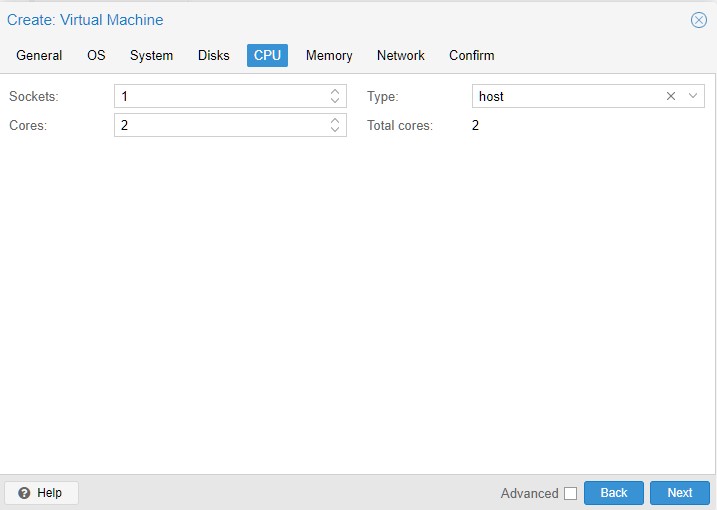 Create: Virtual Machine
General OS System Disks CPU Memory Network Confirm
Sockets: 1 Type: host
Cores: 2 Total cores: 2
Help Advanced Back Next